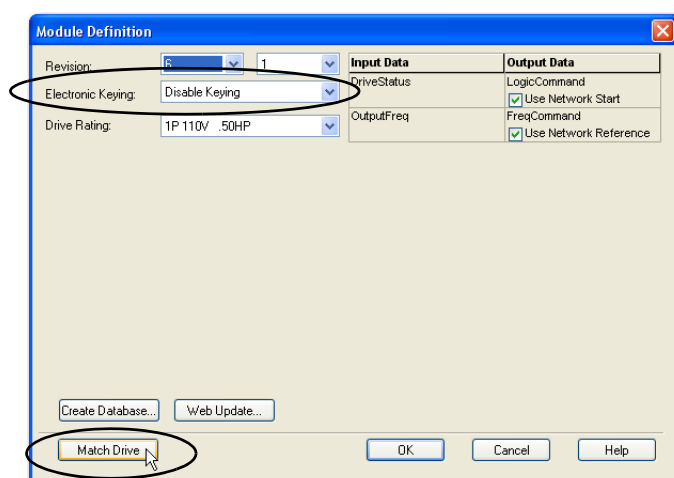 Module Definition
Revision: 6 1
Electronic Keying: Disable Keying
Drive Rating: 1P 110V .50HP
Input Data Output Data
DriveStatus LogicCommand
Use Network Start
OutputFreq FreqCommand
Use Network Reference
Create Database... Web Update...
Match Drive OK Cancel Help